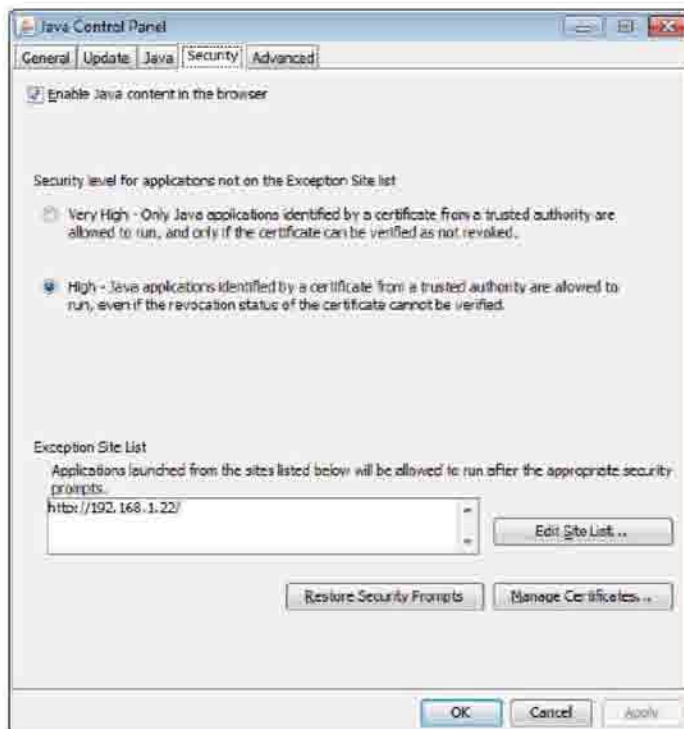 Java Control Panel
General Update Java Security Advanced
Enable Java content in the browser
Security level for applications not on the Exception Site list
Very High - Only Java applications identified by a certificate from a trusted authority are
allowed to run, and only if the certificate can be verified as not revoked.
High - Java applications identified by a certificate from a trusted authority are allowed to
run, even if the revocation status of the certificate cannot be verified.
Exception Site List
Applications launched from the sites listed below will be allowed to run after the appropriate security
prompts.
http://192.168.1.22/
Edit Site List...
Restore Security Prompts Manage Certificates...
OK Cancel Apply